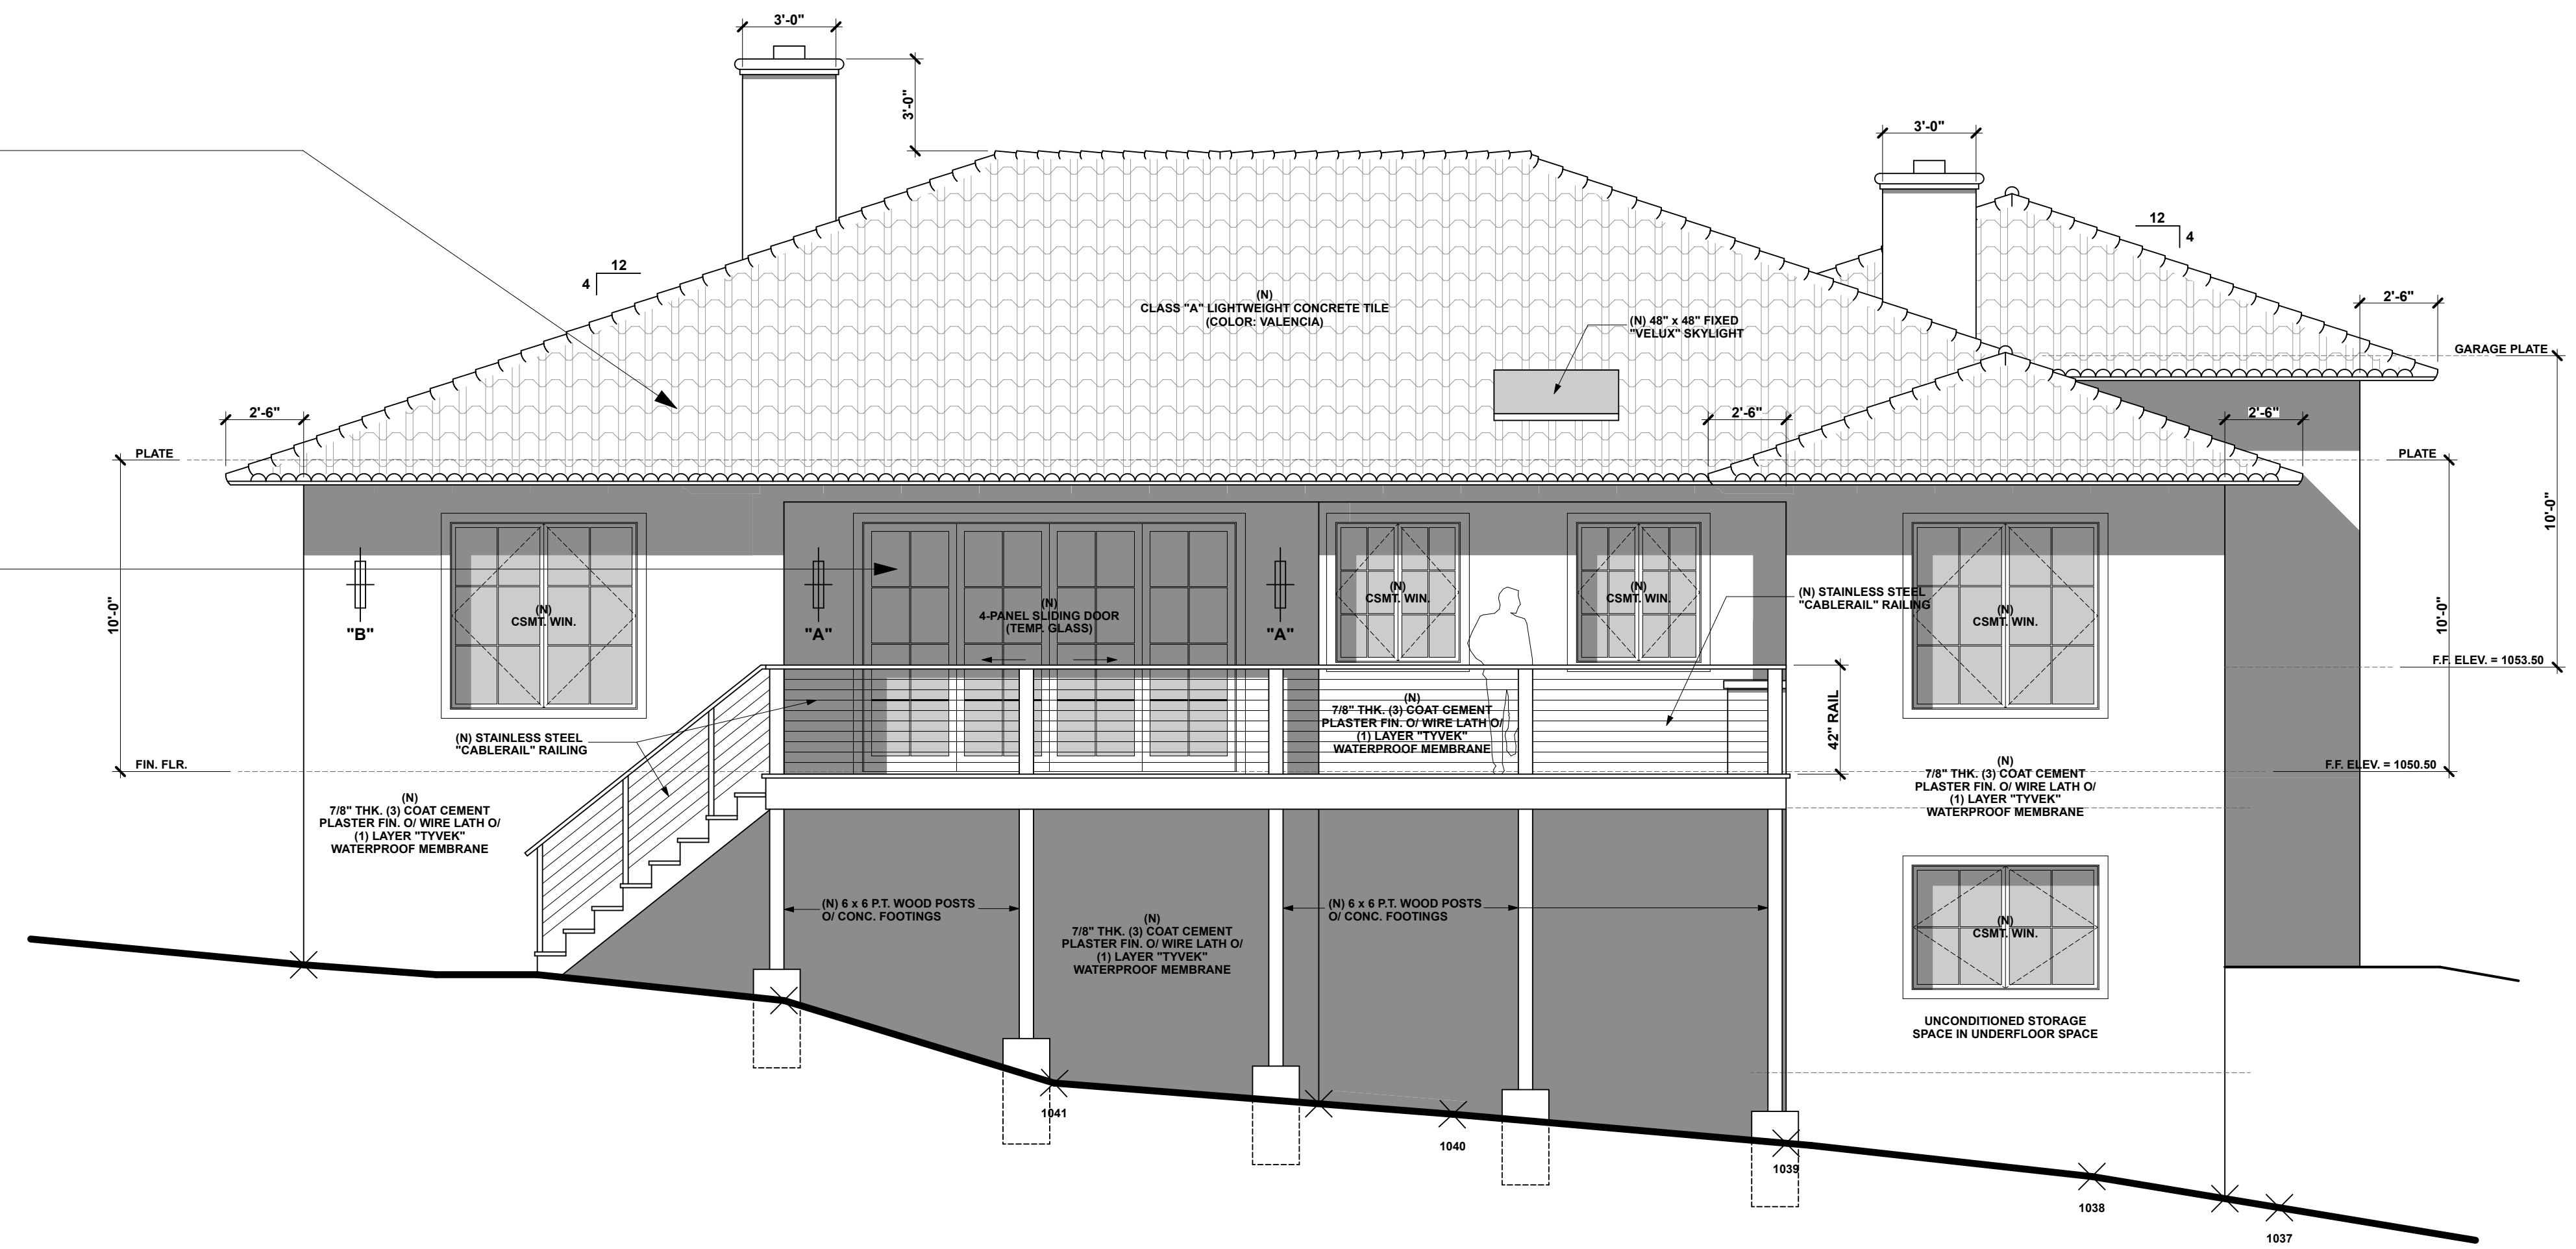 3'-0"
3'-0"
3'-0"
12
4
12
4
2'-6"
(N)
CLASS "A" LIGHTWEIGHT CONCRETE TILE
(COLOR: VALENCIA)
(N) 48" x 48" FIXED
"VELUX" SKYLIGHT
GARAGE PLATE
2'-6"
2'-6"
2'-6"
PLATE
PLATE
10'-0"
10'-0"
10'-0"
"B"
(N)
CSMT. WIN.
"A"
(N)
4-PANEL SLIDING DOOR
(TEMP. GLASS)
"A"
(N)
CSMT. WIN.
(N)
CSMT. WIN.
(N) STAINLESS STEEL
"CABLERAIL" RAILING
(N)
CSMT. WIN.
F.F. ELEV. = 1053.50
(N) STAINLESS STEEL
"CABLERAIL" RAILING
(N)
7/8" THK. (3) COAT CEMENT
PLASTER FIN. O/ WIRE LATH O/
(1) LAYER "TYVEK"
WATERPROOF MEMBRANE
42" RAIL
FIN. FLR.
F.F. ELEV. = 1050.50
(N)
7/8" THK. (3) COAT CEMENT
PLASTER FIN. O/ WIRE LATH O/
(1) LAYER "TYVEK"
WATERPROOF MEMBRANE
(N)
7/8" THK. (3) COAT CEMENT
PLASTER FIN. O/ WIRE LATH O/
(1) LAYER "TYVEK"
WATERPROOF MEMBRANE
(N) 6 x 6 P.T. WOOD POSTS
O/ CONC. FOOTINGS
(N)
7/8" THK. (3) COAT CEMENT
PLASTER FIN. O/ WIRE LATH O/
(1) LAYER "TYVEK"
WATERPROOF MEMBRANE
(N) 6 x 6 P.T. WOOD POSTS
O/ CONC. FOOTINGS
(N)
CSMT. WIN.
UNCONDITIONED STORAGE
SPACE IN UNDERFLOOR SPACE
1041
1040
1039
1038
1037